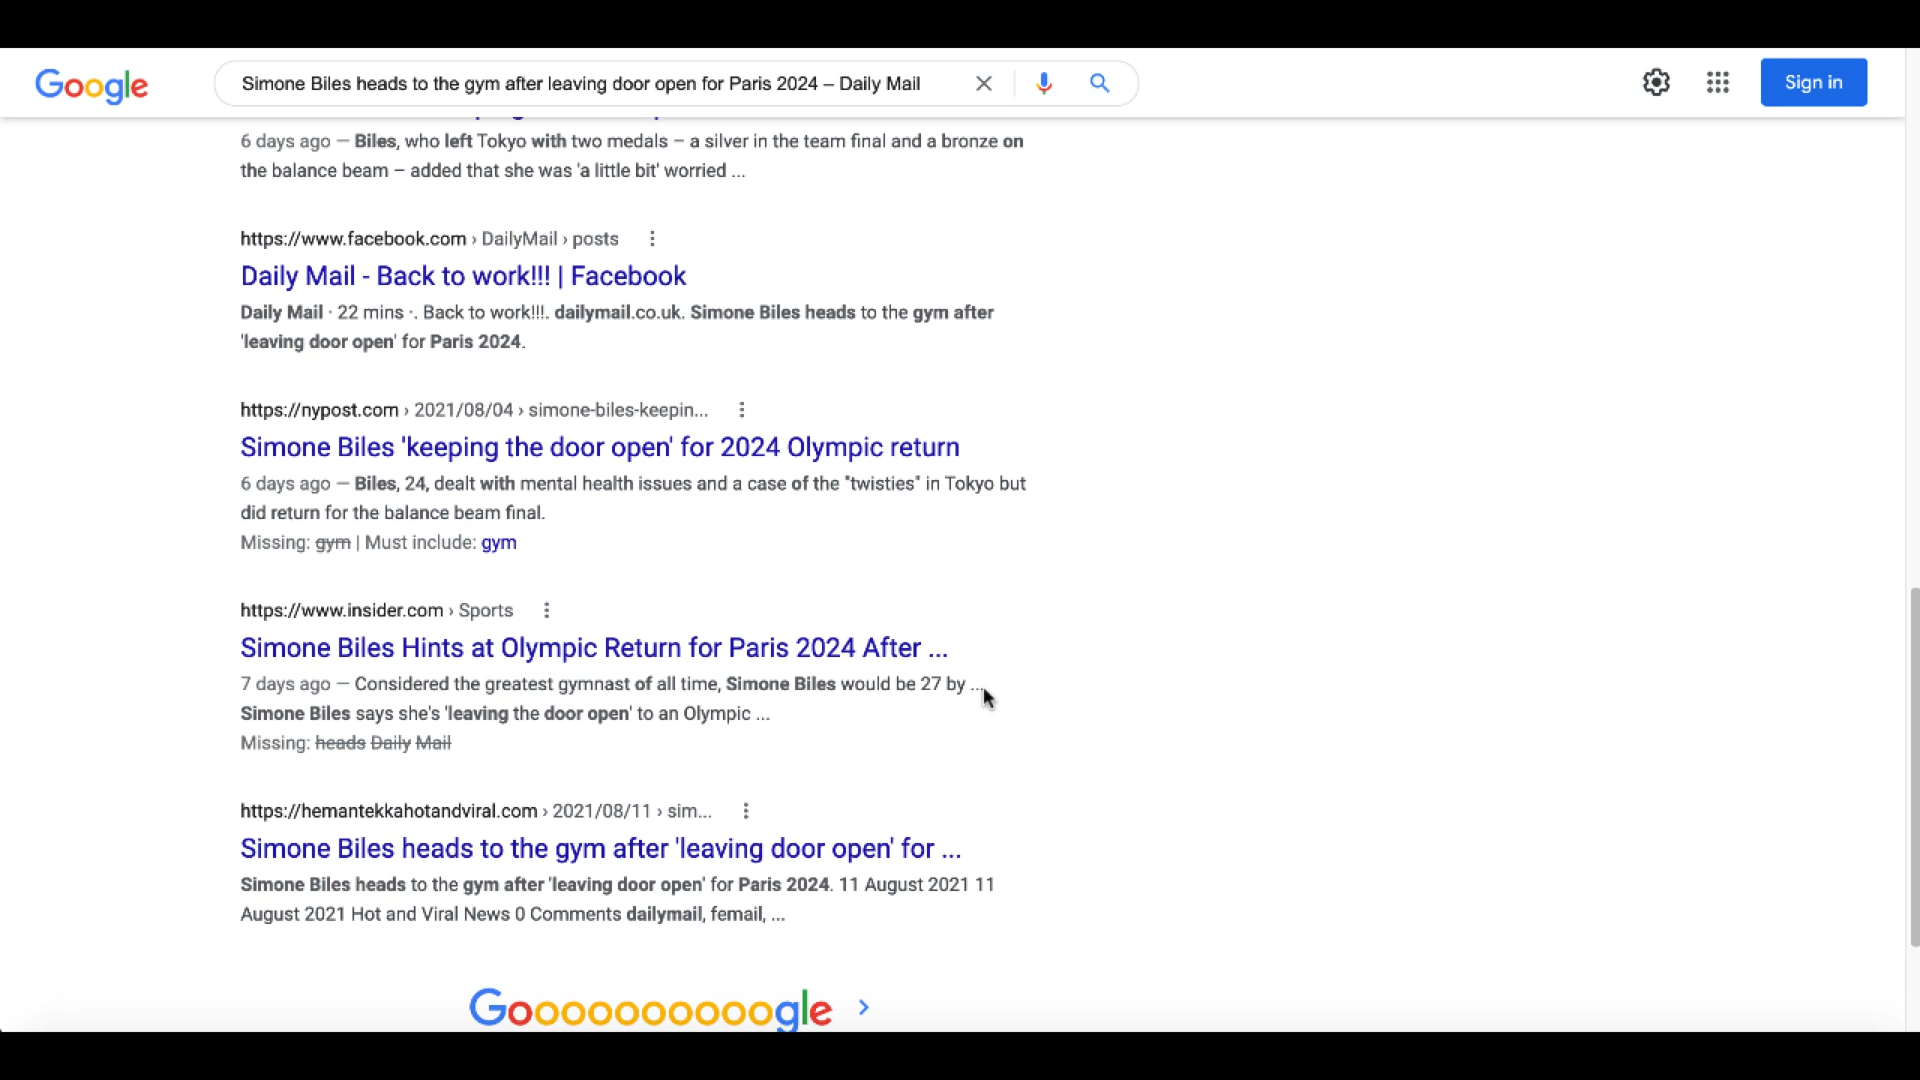 Google
Simone Biles heads to the gym after leaving door open for Paris 2024 – Daily Mail
Sign in
6 days ago — Biles, who left Tokyo with two medals – a silver in the team final and a bronze on
the balance beam – added that she was 'a little bit' worried ...
https://www.facebook.com › DailyMail › posts
Daily Mail - Back to work!!! | Facebook
Daily Mail · 22 mins ·. Back to work!!!. dailymail.co.uk. Simone Biles heads to the gym after
'leaving door open' for Paris 2024.
https://nypost.com › 2021/08/04 › simone-biles-keepin...
Simone Biles 'keeping the door open' for 2024 Olympic return
6 days ago — Biles, 24, dealt with mental health issues and a case of the "twisties" in Tokyo but
did return for the balance beam final.
Missing: gym | Must include: gym
https://www.insider.com › Sports
Simone Biles Hints at Olympic Return for Paris 2024 After ...
7 days ago — Considered the greatest gymnast of all time, Simone Biles would be 27 by ...
Simone Biles says she's 'leaving the door open' to an Olympic ...
Missing: heads Daily Mail
https://hemantekkahotandviral.com › 2021/08/11 › sim...
Simone Biles heads to the gym after 'leaving door open' for ...
Simone Biles heads to the gym after 'leaving door open' for Paris 2024. 11 August 2021 11
August 2021 Hot and Viral News 0 Comments dailymail, femail, ...
Goooooooooogle